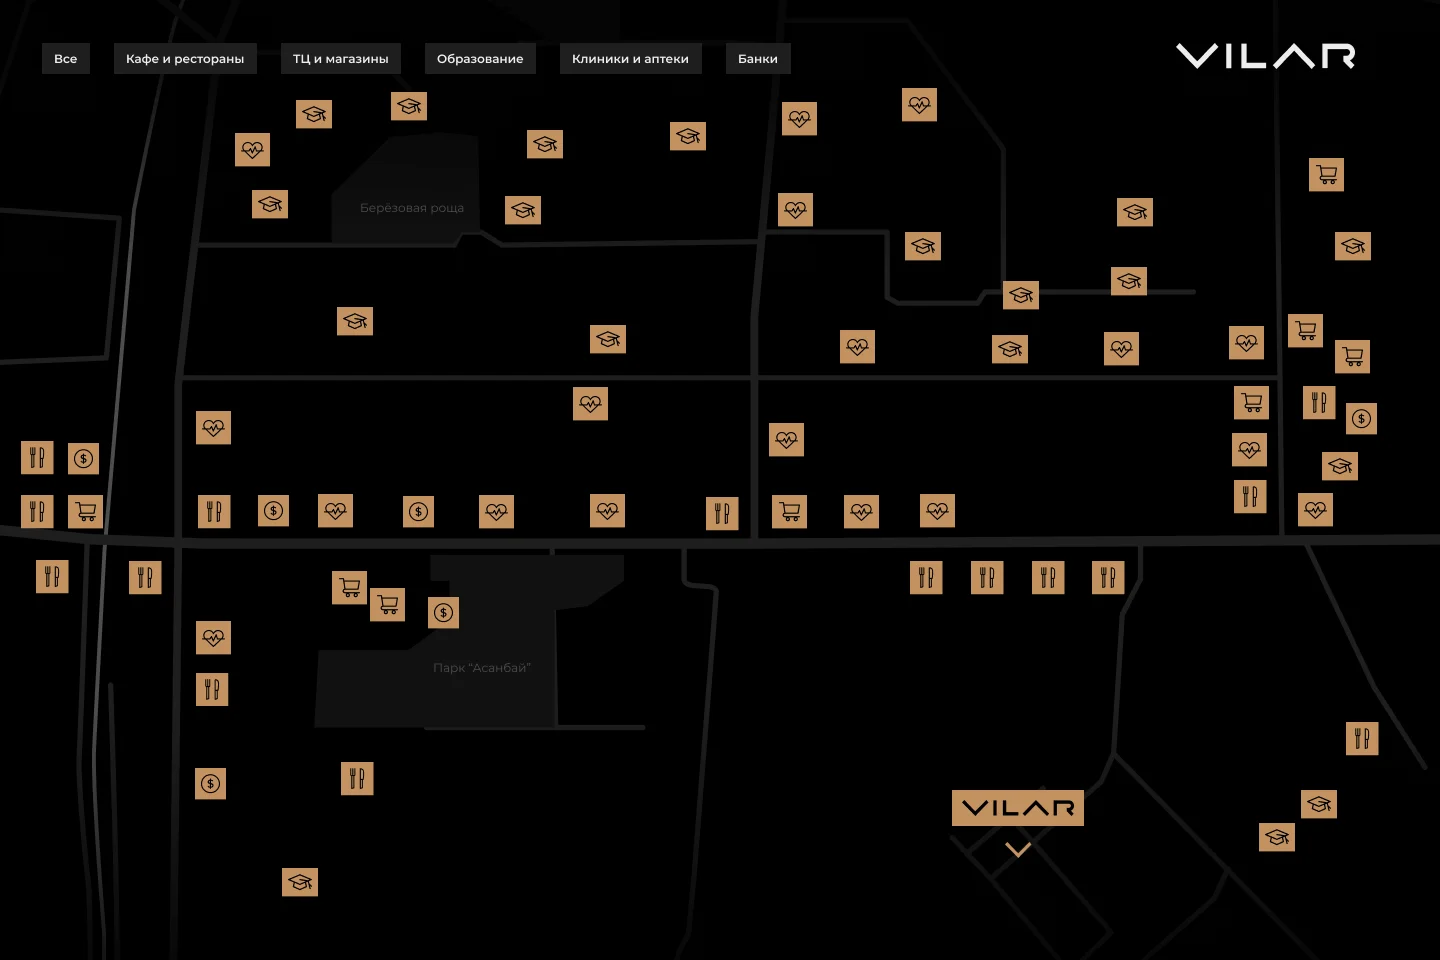 Все
Кафе и рестораны
ТЦ и магазины
Образование
Клиники и аптеки
Банки
VILAR
Берёзовая роща
Парк “Асанбай”
VILAR